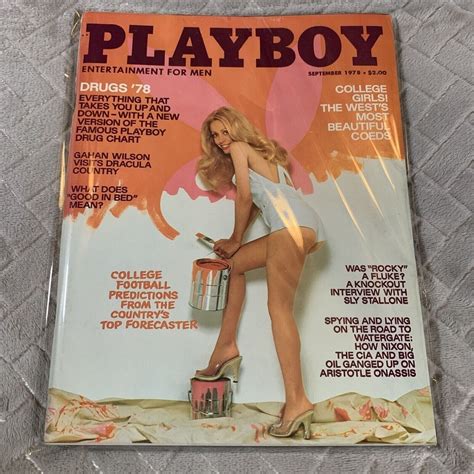 PLAYBOY
ENTERTAINMENT FOR MEN
SEPTEMBER 1978 • $2.00
DRUGS '78
EVERYTHING THAT
TAKES YOU UP AND
DOWN–WITH A NEW
VERSION OF THE
FAMOUS PLAYBOY
DRUG CHART
GAHAN WILSON
VISITS DRACULA
COUNTRY
WHAT DOES
"GOOD IN BED"
MEAN?
COLLEGE
GIRLS!
THE WEST'S
MOST
BEAUTIFUL
COEDS
COLLEGE
FOOTBALL
PREDICTIONS
FROM THE
COUNTRY'S
TOP FORECASTER
WAS "ROCKY"
A FLUKE?
A KNOCKOUT
INTERVIEW WITH
SLY STALLONE
SPYING AND LYING
ON THE ROAD TO
WATERGATE:
HOW NIXON,
THE CIA AND BIG
OIL GANGED UP ON
ARISTOTLE ONASSIS